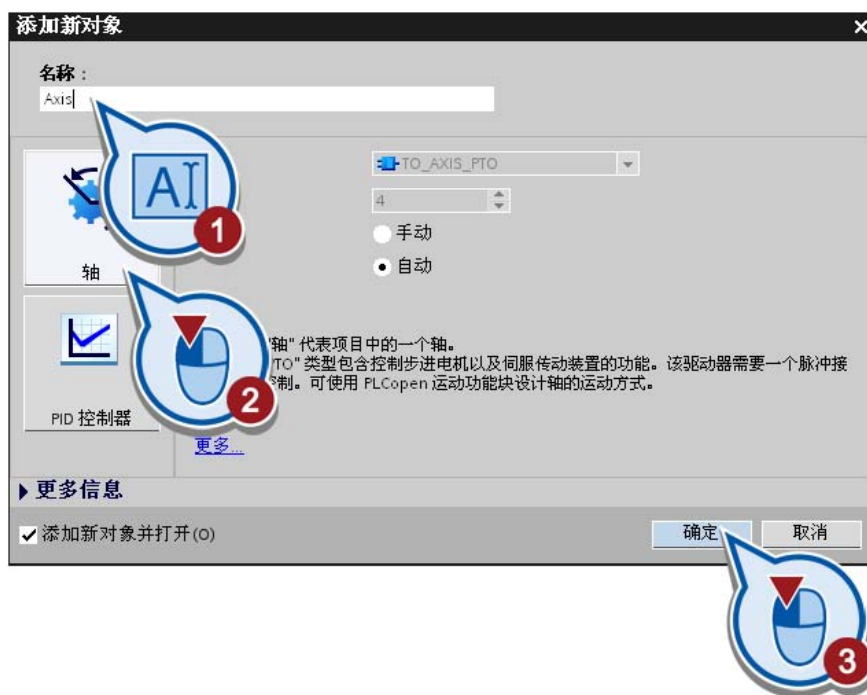 添加新对象
名称：
Axis
TO_AXIS_PTO
4
手动
自动
轴
PID 控制器
轴" 代表项目中的一个轴。
TO" 类型包含控制步进电机以及伺服传动装置的功能。该驱动器需要一个脉冲接
制。可使用 PLCopen 运动功能块设计轴的运动方式。
更多...
更多信息
添加新对象并打开(O)
确定
取消
A
1
2
3